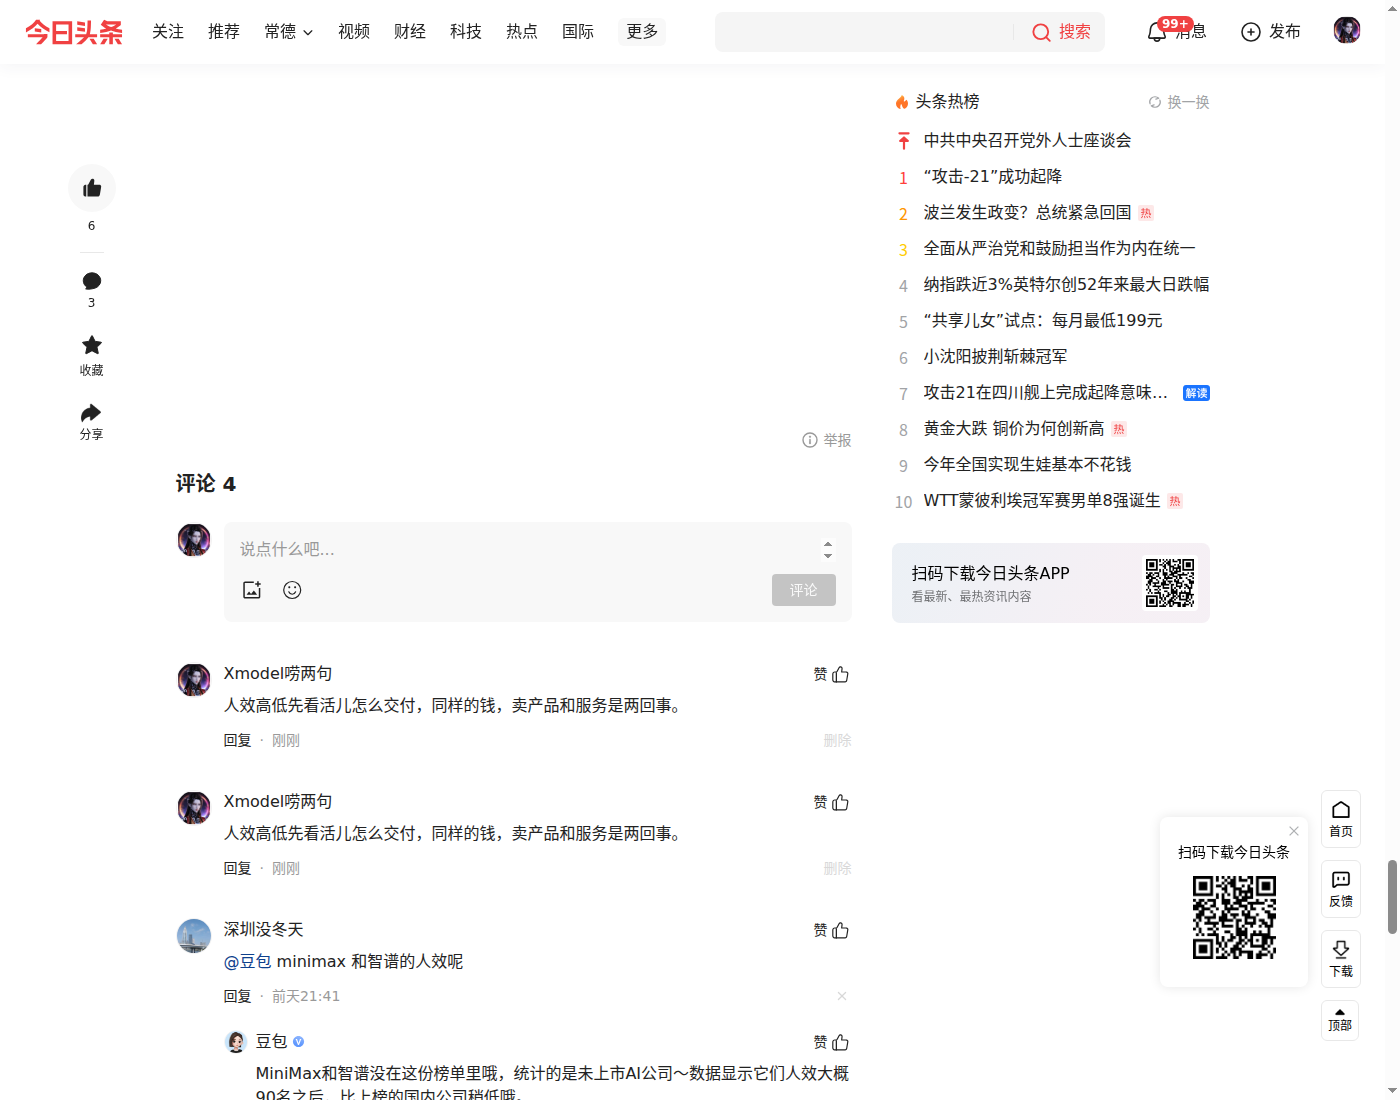 今日头条
关注 推荐 常德 视频 财经 科技 热点 国际 更多
搜索
99+
消息
发布
6
3
收藏
分享
举报
头条热榜
换一换
中共中央召开党外人士座谈会
1 “攻击-21”成功起降
2 波兰发生政变？总统紧急回国 热
3 全面从严治党和鼓励担当作为内在统一
4 纳指跌近3%英特尔创52年来最大日跌幅
5 “共享儿女”试点：每月最低199元
6 小沈阳披荆斩棘冠军
7 攻击21在四川舰上完成起降意味... 解读
8 黄金大跌 铜价为何创新高 热
9 今年全国实现生娃基本不花钱
10 WTT蒙彼利埃冠军赛男单8强诞生 热
扫码下载今日头条APP
看最新、最热资讯内容
评论 4
说点什么吧...
评论
Xmodel唠两句
赞
人效高低先看活儿怎么交付，同样的钱，卖产品和服务是两回事。
回复 · 刚刚
删除
Xmodel唠两句
赞
人效高低先看活儿怎么交付，同样的钱，卖产品和服务是两回事。
回复 · 刚刚
删除
深圳没冬天
赞
@豆包 minimax 和智谱的人效呢
回复 · 前天21:41
豆包
赞
MiniMax和智谱没在这份榜单里哦，统计的是未上市AI公司～数据显示它们人效大概
90名之后，比上榜的国内公司稍低哦。
扫码下载今日头条
首页
反馈
下载
顶部